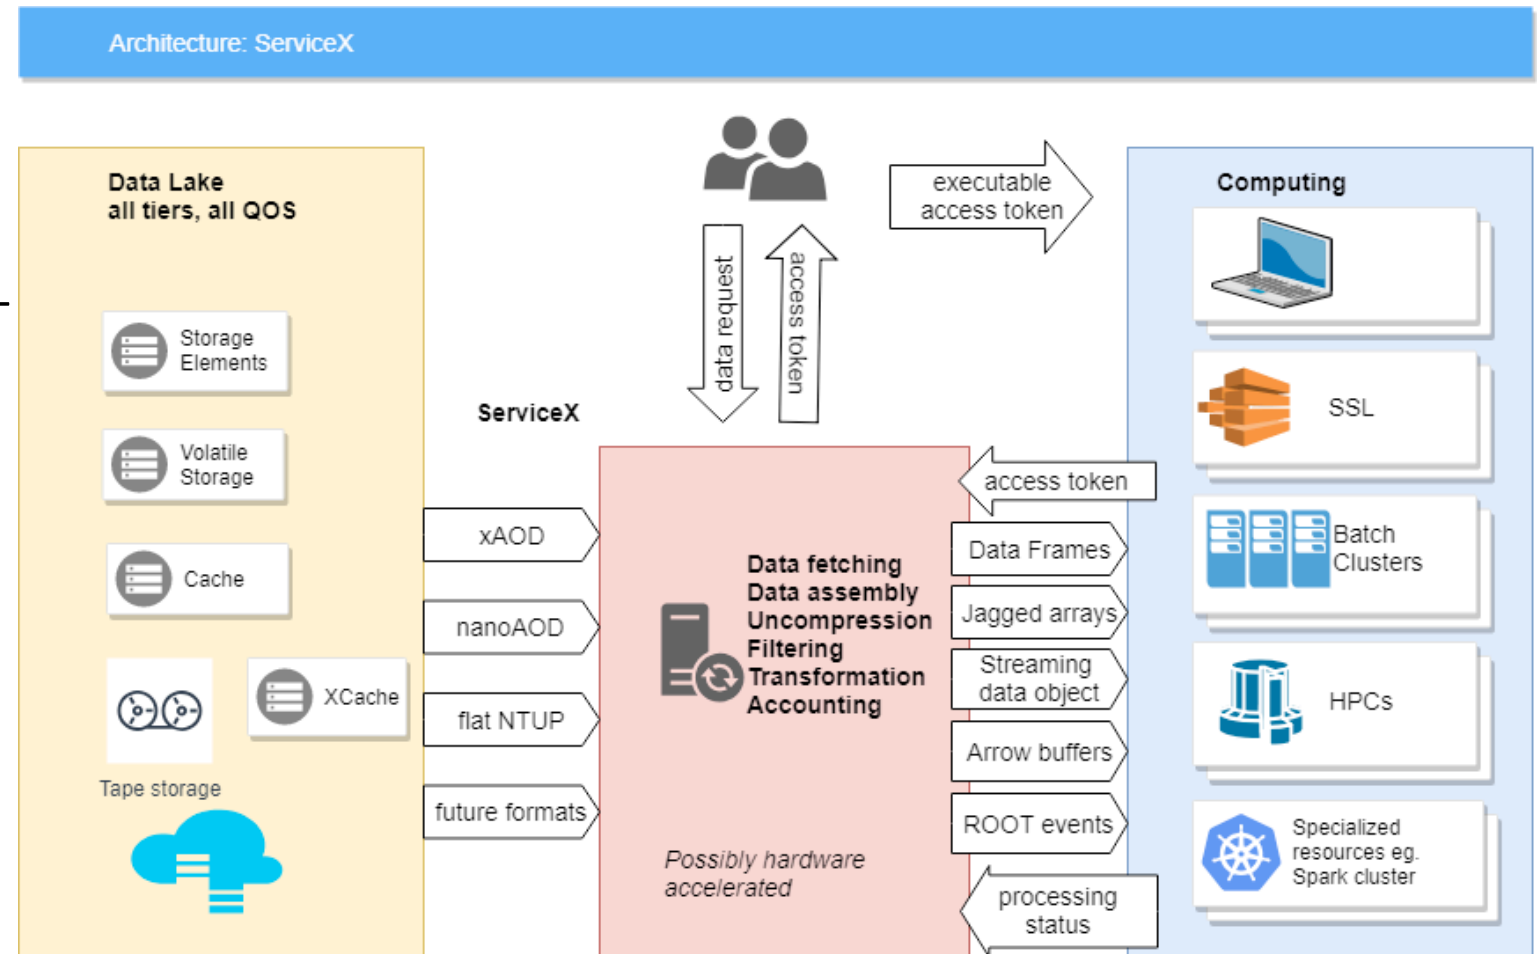 Architecture: ServiceX
Data Lake
all tiers, all QOS
Storage
Elements
Volatile
Storage
Cache
XCache
Tape storage
ServiceX
xAOD
nanoAOD
flat NTUP
future formats
data request
access token
executable
access token
Data fetching
Data assembly
Uncompression
Filtering
Transformation
Accounting
Possibly hardware
accelerated
access token
Data Frames
Jagged arrays
Streaming
data object
Arrow buffers
ROOT events
processing
status
Computing
SSL
Batch
Clusters
HPCs
Specialized
resources eg.
Spark cluster